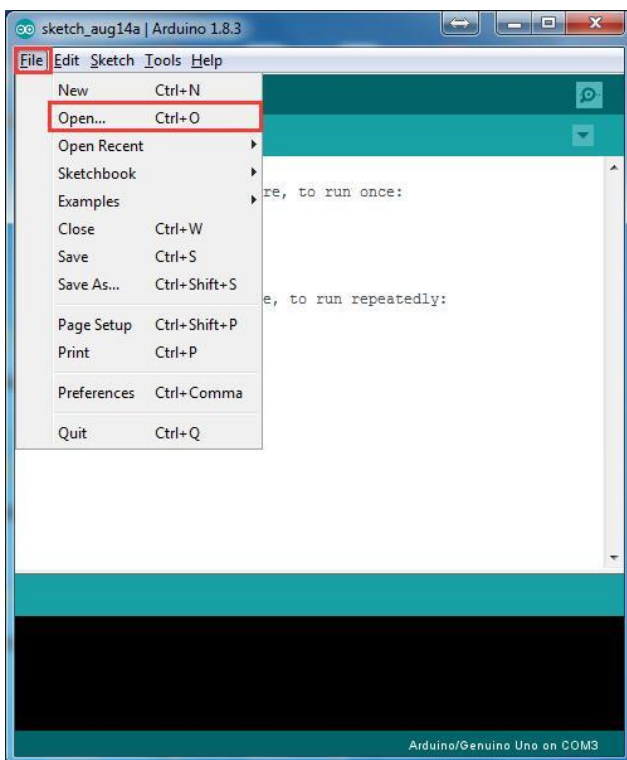 sketch_aug14a | Arduino 1.8.3
File Edit Sketch Tools Help
New Ctrl+N
Open... Ctrl+O
Open Recent
Sketchbook
re, to run once:
Examples
Close Ctrl+W
Save Ctrl+S
Save As... Ctrl+Shift+S
e, to run repeatedly:
Page Setup Ctrl+Shift+P
Print Ctrl+P
Preferences Ctrl+Comma
Quit Ctrl+Q
Arduino/Genuino Uno on COM3